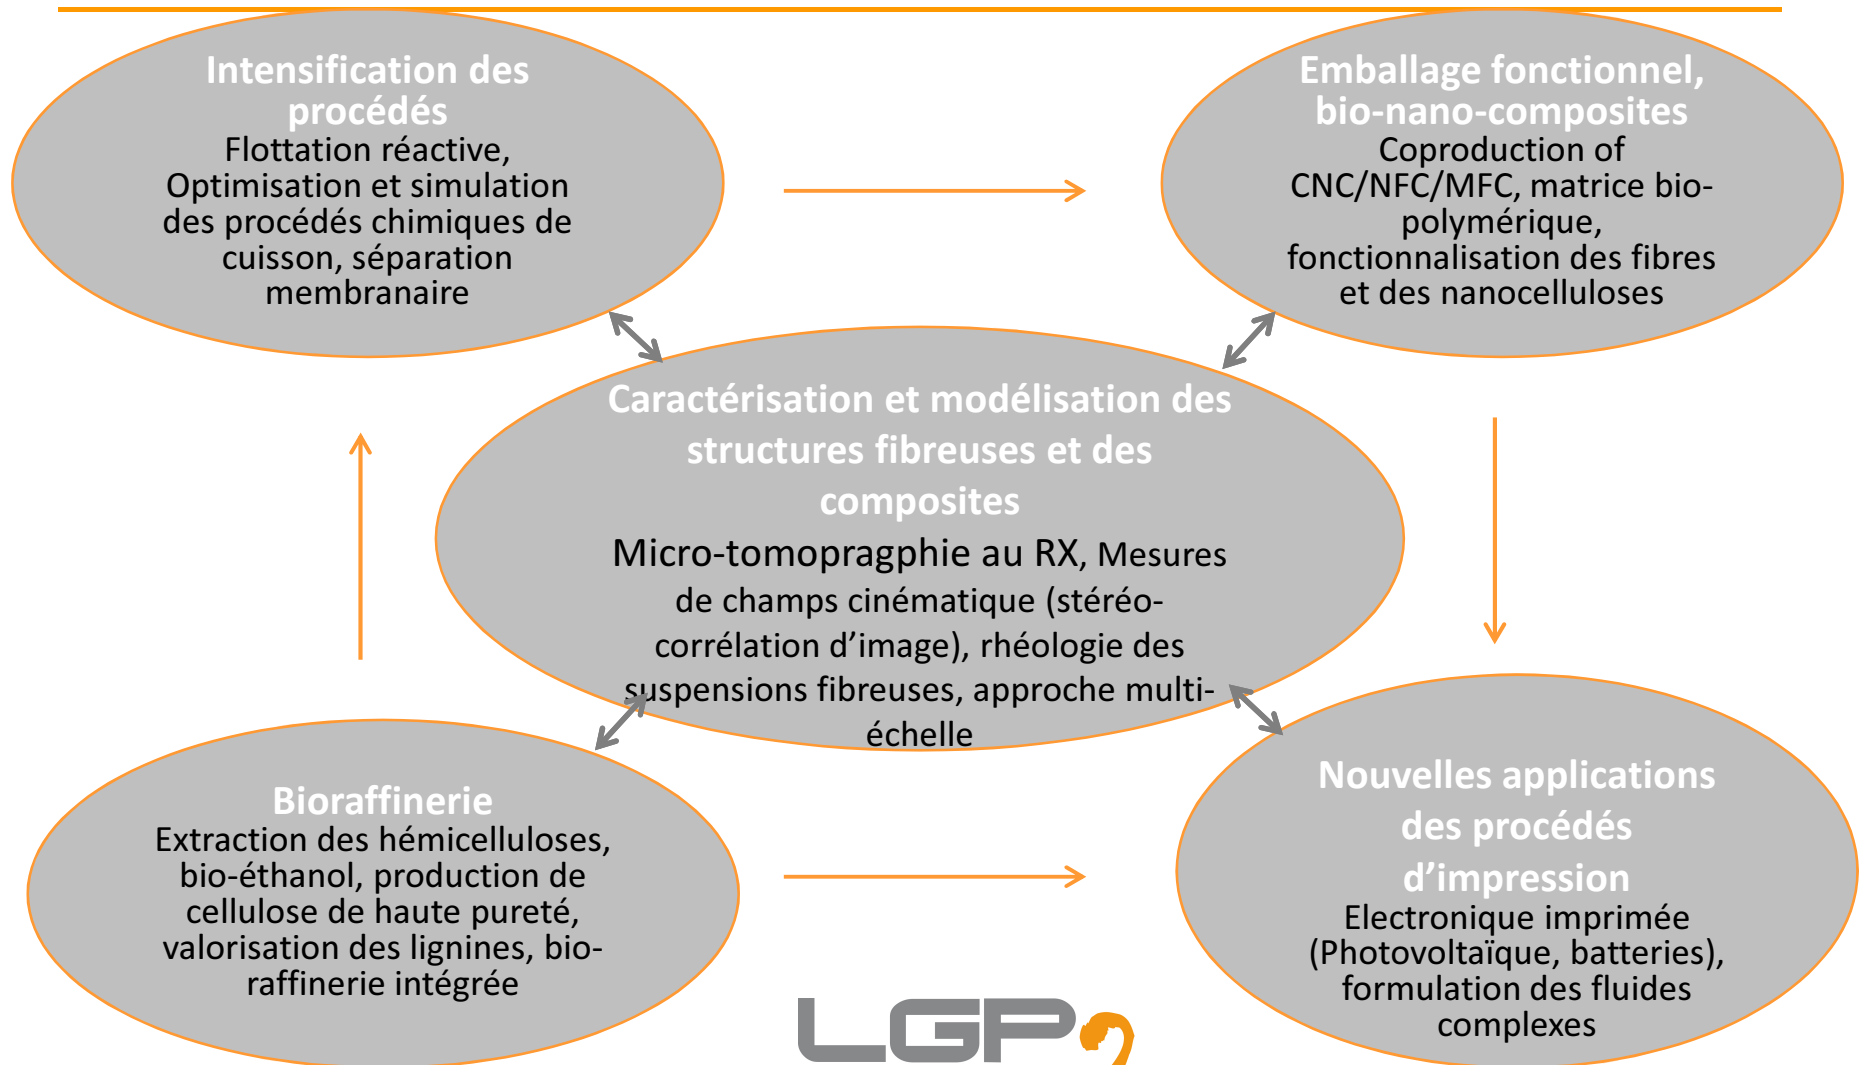 Intensification des
procédés
Flottation réactive,
Optimisation et simulation
des procédés chimiques de
cuisson, séparation
membranaire
Emballage fonctionnel,
bio-nano-composites
Coproduction of
CNC/NFC/MFC, matrice bio-
polymérique,
fonctionnalisation des fibres
et des nanocelluloses
Caractérisation et modélisation des
structures fibreuses et des
composites
Micro-tomopragphie au RX, Mesures
de champs cinématique (stéréo-
corrélation d’image), rhéologie des
suspensions fibreuses, approche multi-
échelle
Bioraffinerie
Extraction des hémicelluloses,
bio-éthanol, production de
cellulose de haute pureté,
valorisation des lignines, bio-
raffinerie intégrée
Nouvelles applications
des procédés
d’impression
Electronique imprimée
(Photovoltaïque, batteries),
formulation des fluides
complexes
LGP2